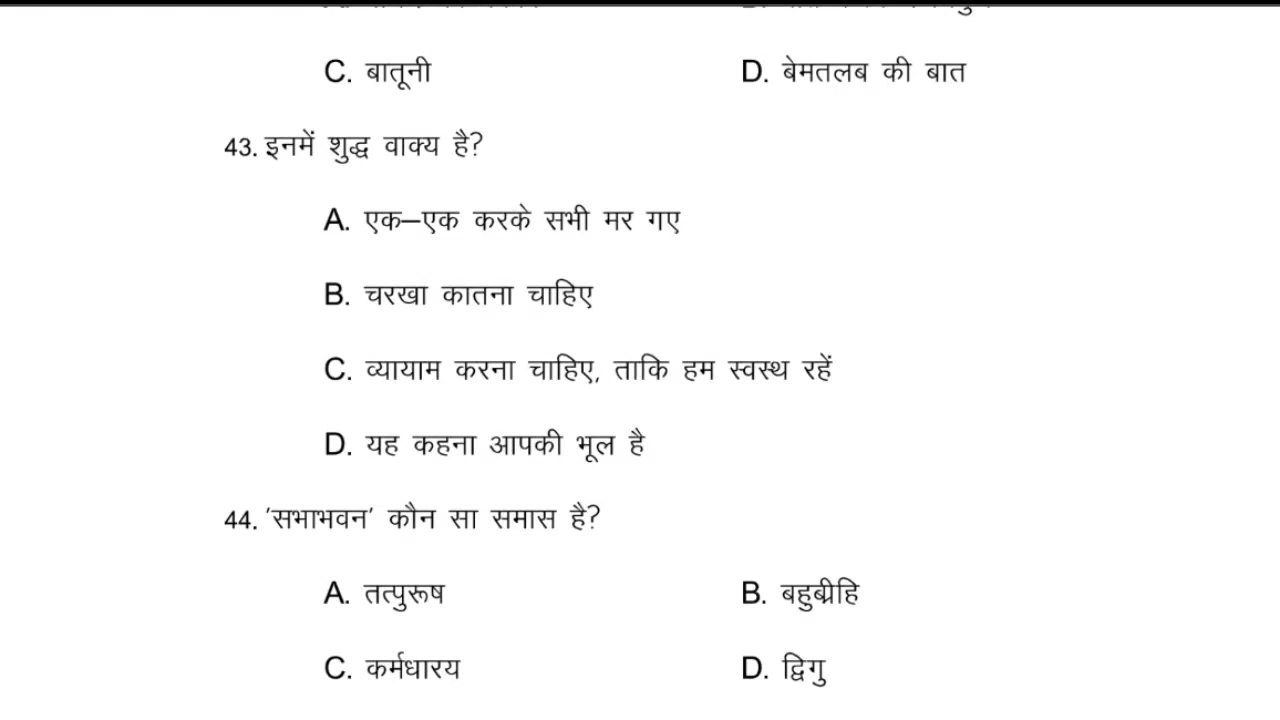 C. बातूनी D. बेमतलब की बात
43. इनमें शुद्ध वाक्य है?
A. एक–एक करके सभी मर गए
B. चरखा कातना चाहिए
C. व्यायाम करना चाहिए, ताकि हम स्वस्थ रहें
D. यह कहना आपकी भूल है
44. 'सभाभवन' कौन सा समास है?
A. तत्पुरूष B. बहुब्रीहि
C. कर्मधारय D. द्विगु